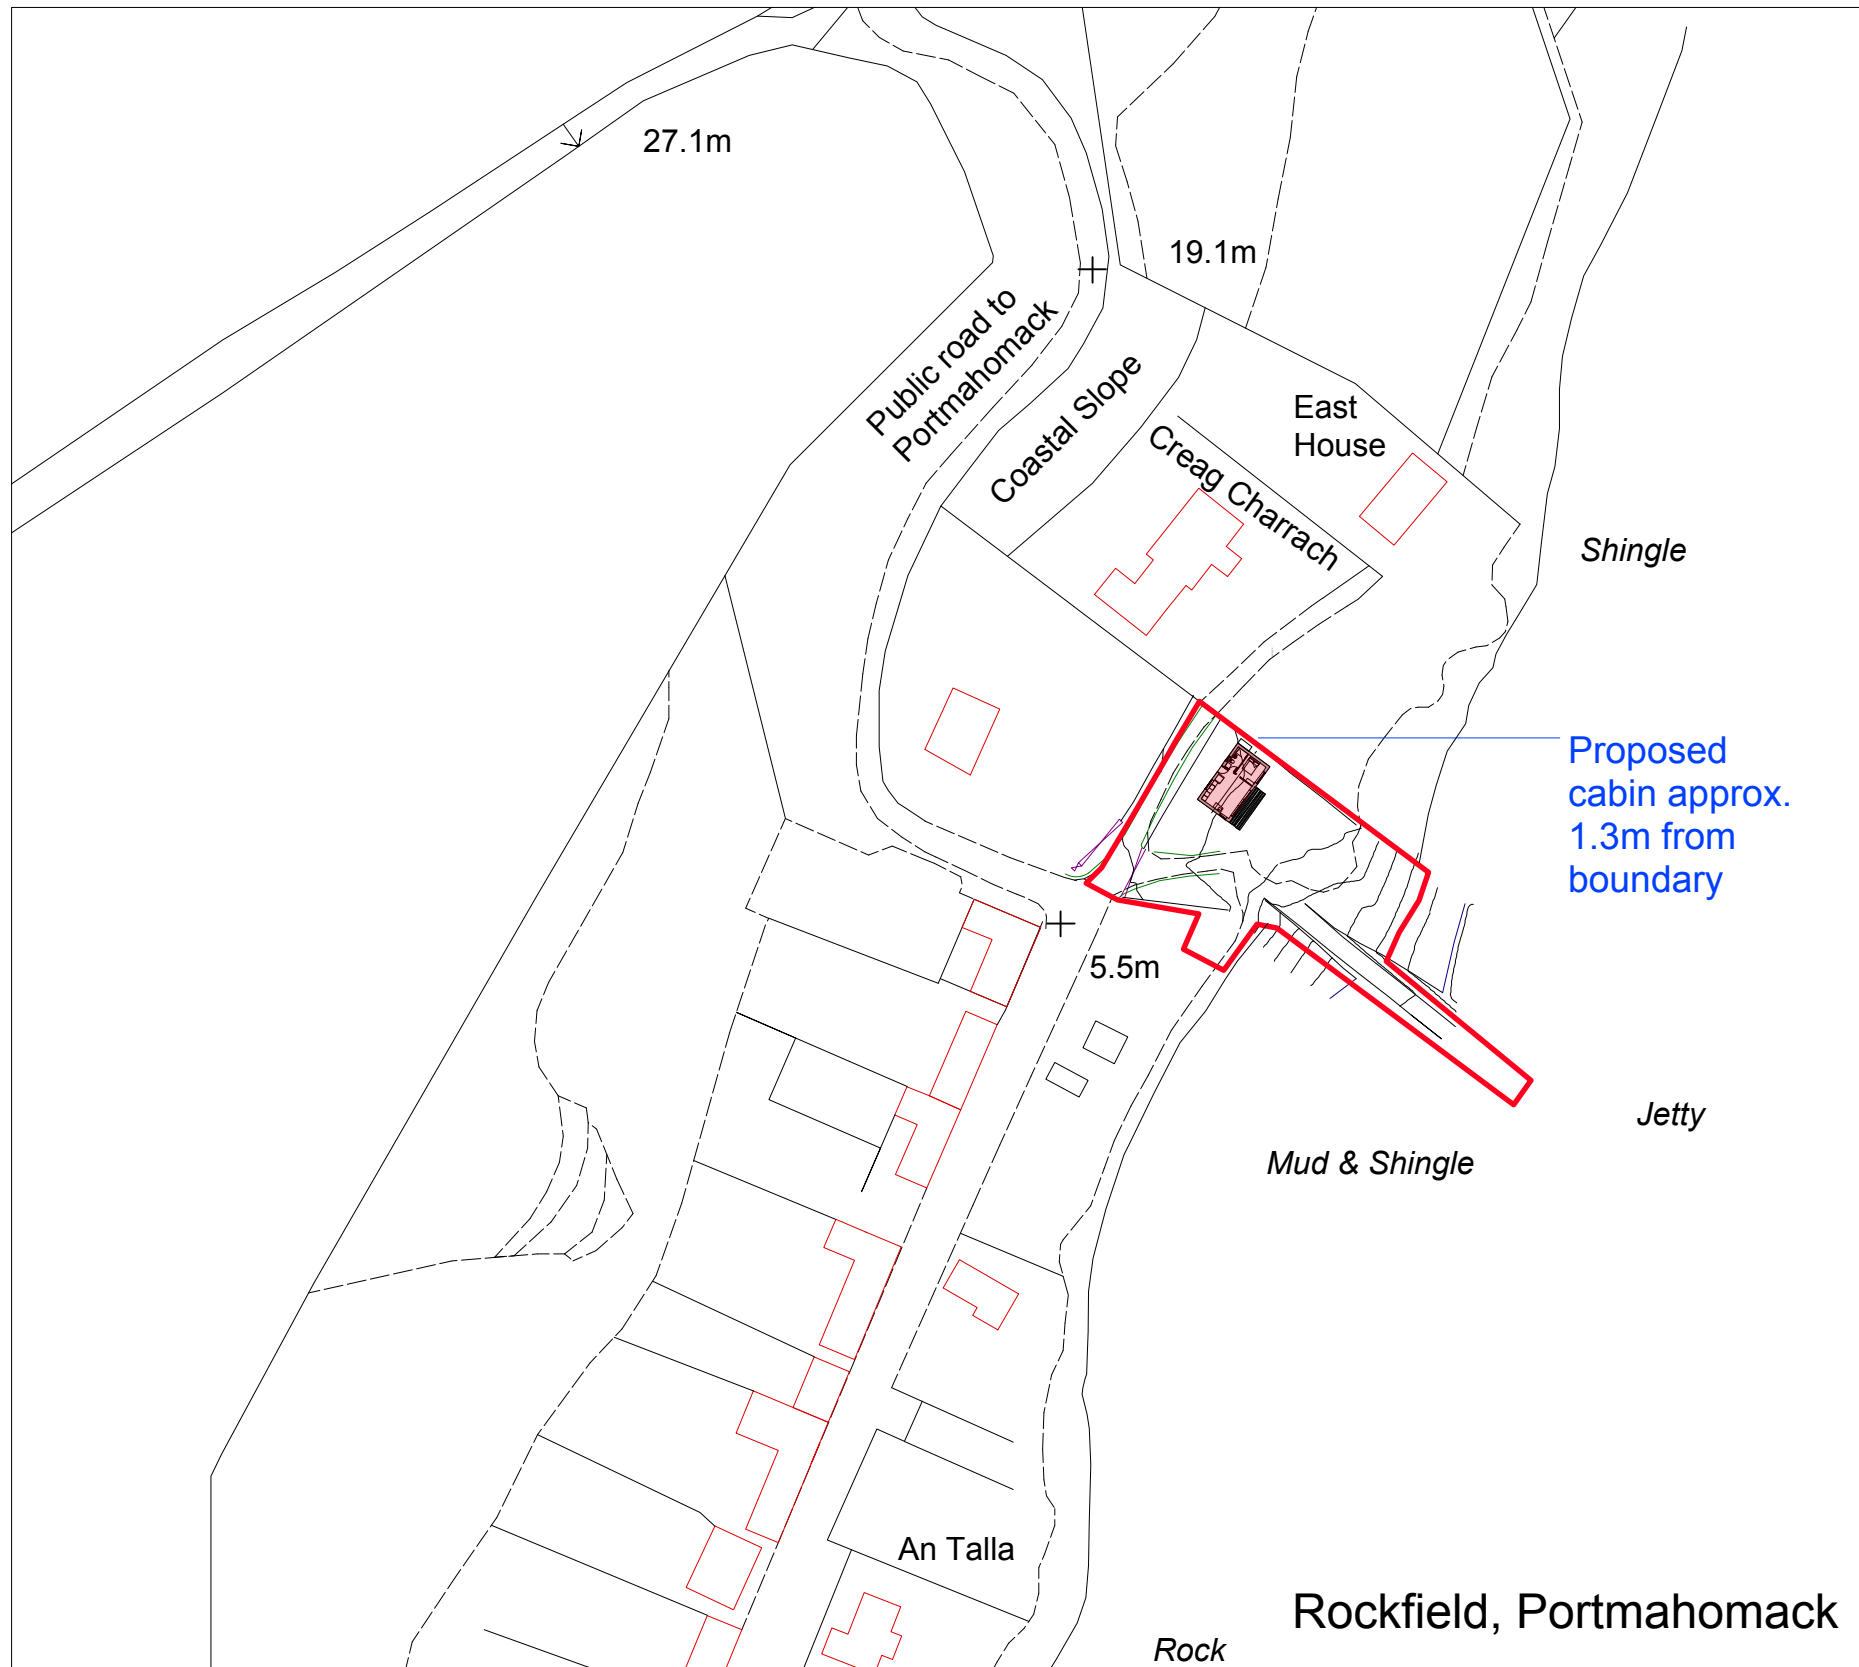 27.1m
19.1m
Public road to
Portmahomack
Coastal Slope
East
House
Creag Charrach
Shingle
Proposed
cabin approx.
1.3m from
boundary
5.5m
Jetty
Mud & Shingle
An Talla
Rockfield, Portmahomack
Rock